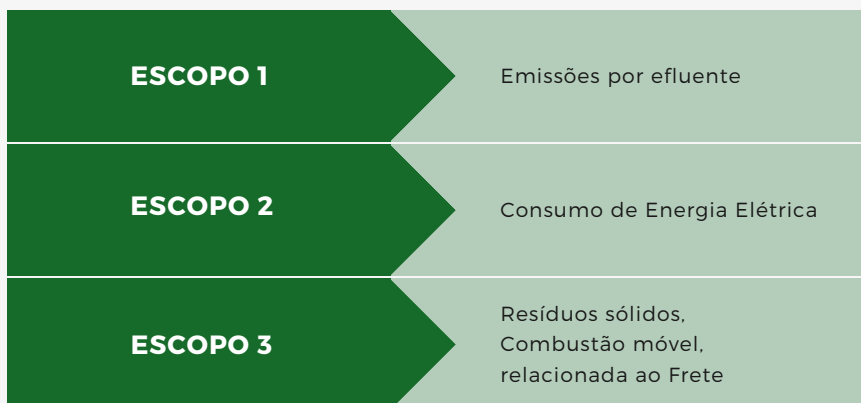 ESCOPO 1
Emissões por efluente
ESCOPO 2
Consumo de Energia Elétrica
ESCOPO 3
Resíduos sólidos,
Combustão móvel,
relacionada ao Frete